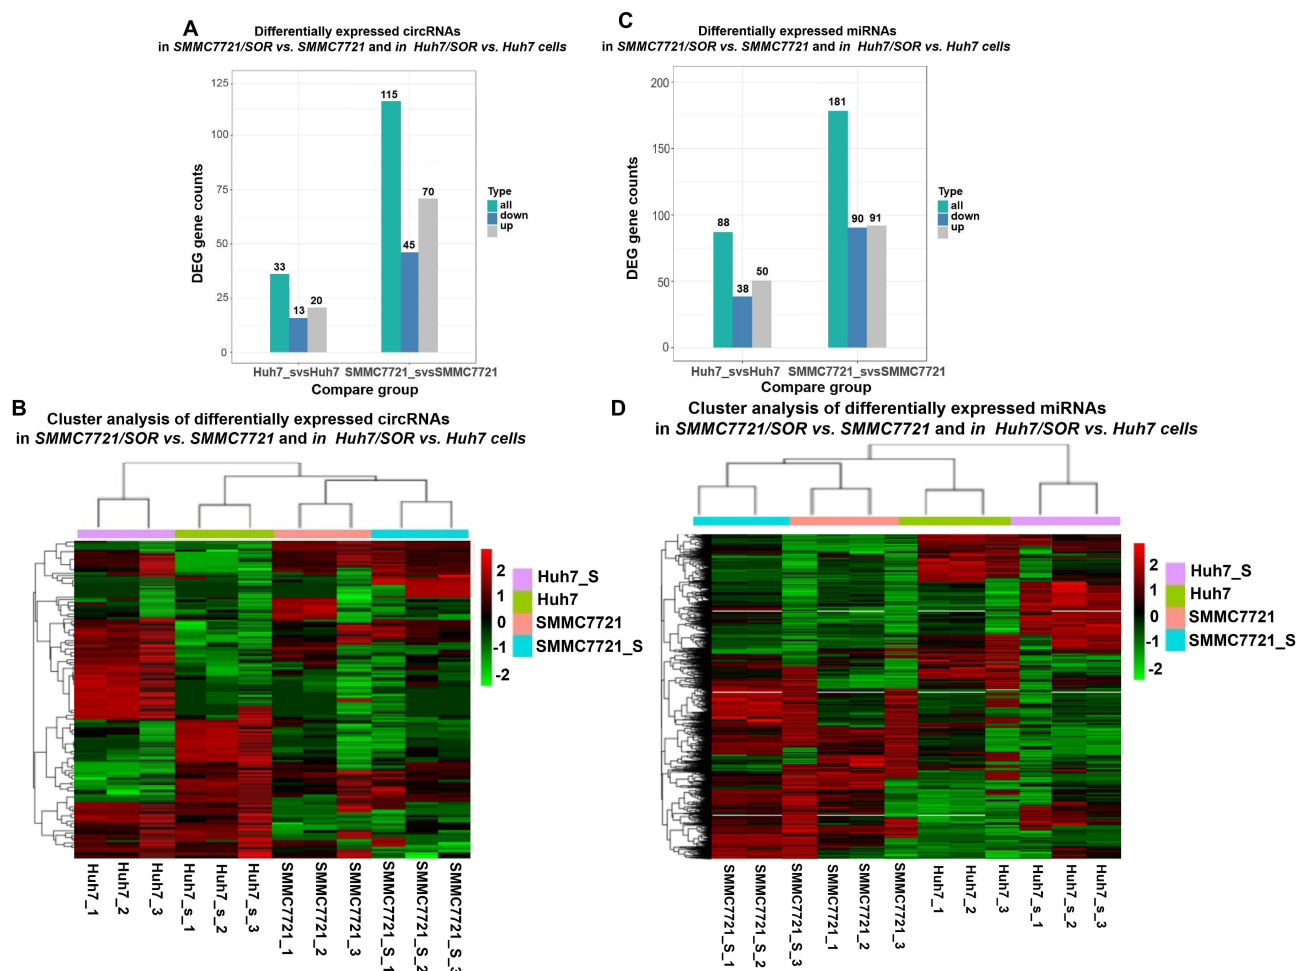 A
Differentially expressed circRNAs
in SMMC7721/SOR vs. SMMC7721 and in Huh7/SOR vs. Huh7 cells
DEG gene counts
125
100
75
50
25
0
33
13
20
115
45
70
Type
all
down
up
Huh7_svsHuh7
SMMC7721_svsSMMC7721
Compare group
C
Differentially expressed miRNAs
in SMMC7721/SOR vs. SMMC7721 and in Huh7/SOR vs. Huh7 cells
DEG gene counts
200
150
100
50
0
88
38
50
181
90
91
Type
all
down
up
Huh7_svsHuh7
SMMC7721_svsSMMC7721
Compare group
B
Cluster analysis of differentially expressed circRNAs
in SMMC7721/SOR vs. SMMC7721 and in Huh7/SOR vs. Huh7 cells
2
1
0
-1
-2
Huh7_S
Huh7
SMMC7721
SMMC7721_S
Huh7_1
Huh7_2
Huh7_3
Huh7_s_1
Huh7_s_2
Huh7_s_3
SMMC7721_1
SMMC7721_2
SMMC7721_3
SMMC7721_S_1
SMMC7721_S_2
SMMC7721_S_3
D
Cluster analysis of differentially expressed miRNAs
in SMMC7721/SOR vs. SMMC7721 and in Huh7/SOR vs. Huh7 cells
2
1
0
-1
-2
Huh7_S
Huh7
SMMC7721
SMMC7721_S
SMMC7721_S_1
SMMC7721_S_2
SMMC7721_S_3
SMMC7721_1
SMMC7721_2
SMMC7721_3
Huh7_1
Huh7_2
Huh7_3
Huh7_s_1
Huh7_s_2
Huh7_s_3